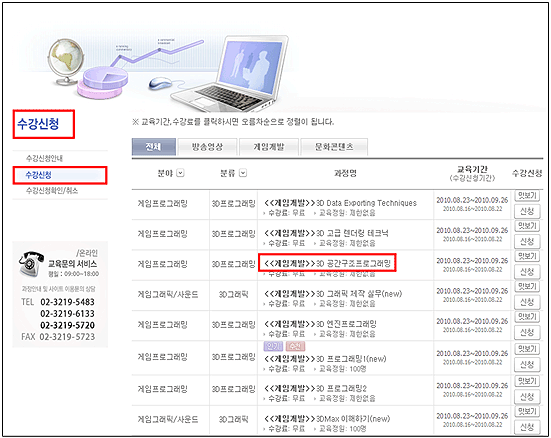 수강신청
수강신청안내
수강신청
수강신청확인/취소
/온라인
교육문의 서비스
평일 : 09:00~18:00
과정안내 및 사이트 이용문의 상담
TEL 02-3219-5483
02-3219-6133
02-3219-5720
FAX 02-3219-5723
※ 교육기간,수강료를 클릭하시면 오름차순으로 정렬이 됩니다.
전체 방송영상 게임개발 문화콘텐츠
분야 분류 과정명 교육기간 (수강신청기간) 수강신청
게임프로그래밍 3D프로그래밍 <<게임개발>>3D Data Exporting Techniques 2010.08.23~2010.09.26 맛보기
› 수강료: 무료 › 교육정원: 제한없음 2010.08.16~2010.08.22 신청
게임프로그래밍 3D프로그래밍 <<게임개발>>3D 고급 렌더링 테크닉 2010.08.23~2010.09.26 맛보기
› 수강료: 무료 › 교육정원: 제한없음 2010.08.16~2010.08.22 신청
게임프로그래밍 3D프로그래밍 <<게임개발>>3D 공간구조프로그래밍 2010.08.23~2010.09.26 맛보기
› 수강료: 무료 › 교육정원: 제한없음 2010.08.16~2010.08.22 신청
게임그래픽/사운드 3D그래픽 <<게임개발>>3D 그래픽 제작 실무(new) 2010.08.23~2010.09.26 맛보기
› 수강료: 무료 › 교육정원: 제한없음 2010.08.16~2010.08.22 신청
게임프로그래밍 3D프로그래밍 <<게임개발>>3D 엔진프로그래밍 2010.08.23~2010.09.26 맛보기
› 수강료: 무료 › 교육정원: 제한없음 2010.08.16~2010.08.22 신청
게임프로그래밍 3D프로그래밍 <<게임개발>>3D 프로그래밍1(new) 2010.08.23~2010.09.26 맛보기
› 수강료: 무료 › 교육정원: 100명 2010.08.16~2010.08.22 신청
게임프로그래밍 3D프로그래밍 <<게임개발>>3D 프로그래밍2 2010.08.23~2010.09.26 맛보기
› 수강료: 무료 › 교육정원: 100명 2010.08.16~2010.08.22 신청
게임그래픽/사운드 3D그래픽 <<게임개발>>3DMax 이해하기(new) 2010.08.23~2010.09.26 맛보기
› 수강료: 무료 › 교육정원: 100명 2010.08.16~2010.08.22 신청